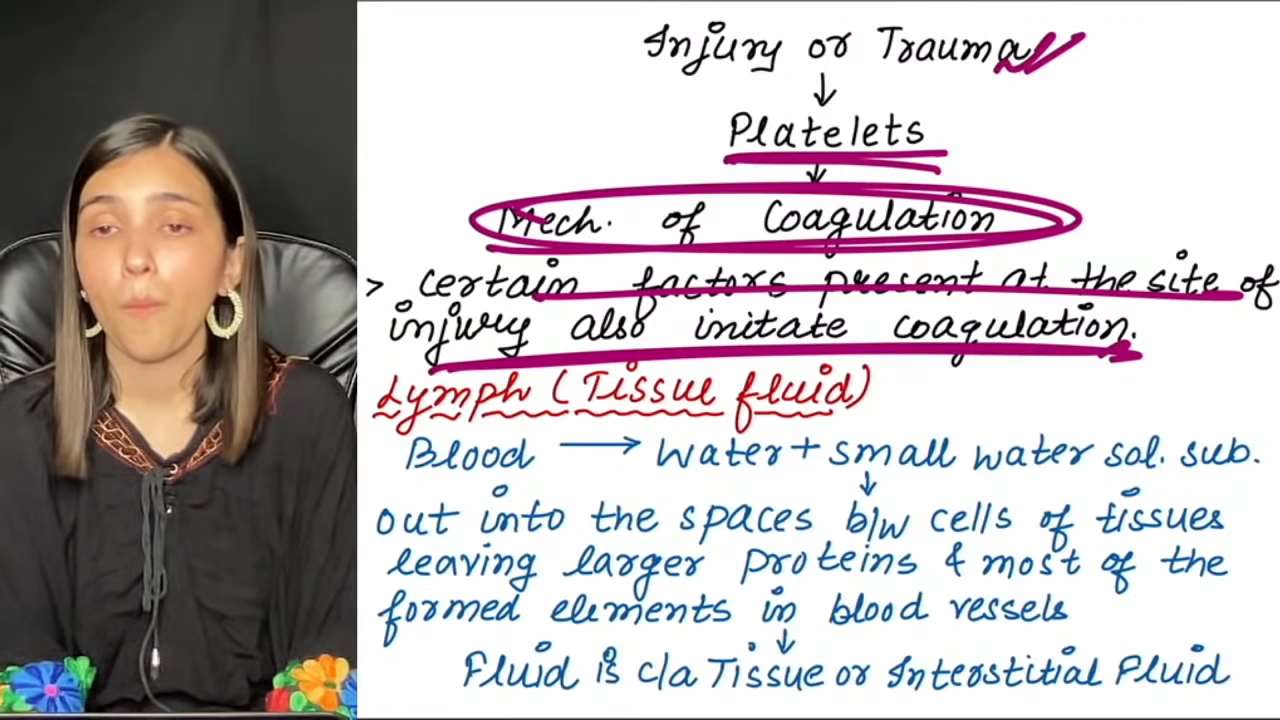 Injury or Trauma
↓
Platelets
↓
Mech. of Coagulation
> certain factors present at the site of
injury also initate coagulation.
Lymph (Tissue fluid)
Blood → Water + small water sol. sub.
↓
out into the spaces b/w cells of tissues
leaving larger proteins & most of the
formed elements in blood vessels
↓
Fluid is c/a Tissue or Interstitial Fluid